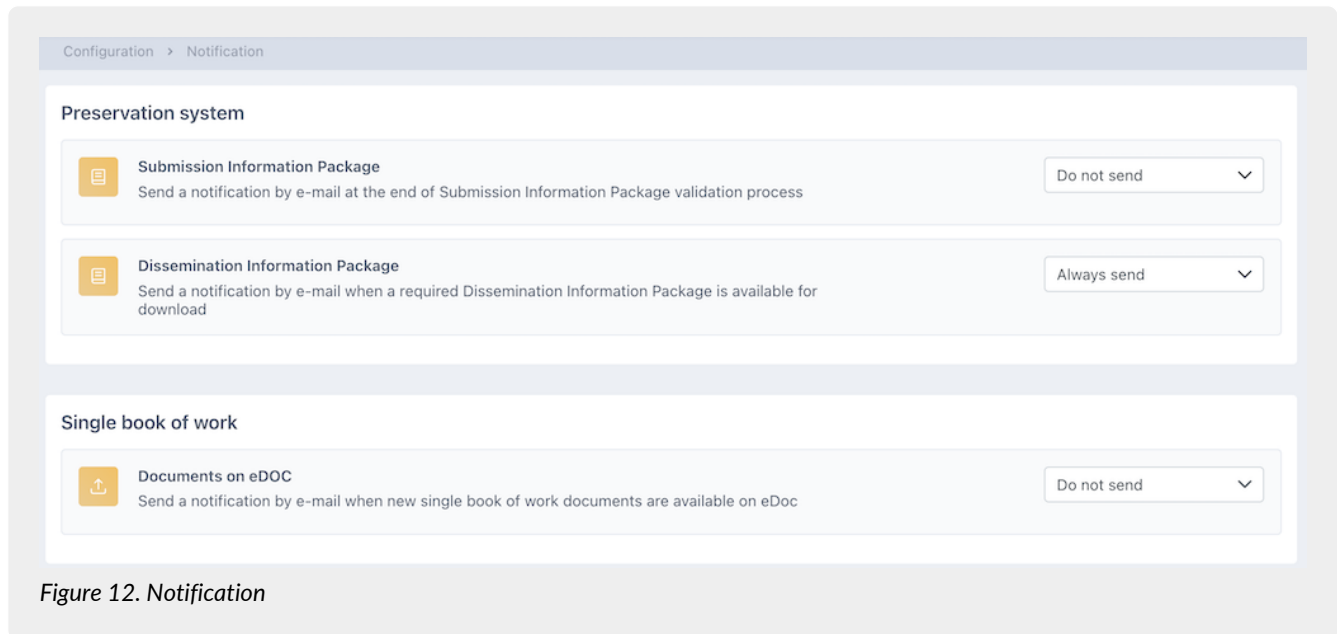 Configuration > Notification
Preservation system
Submission Information Package
Send a notification by e-mail at the end of Submission Information Package validation process
Do not send
Dissemination Information Package
Send a notification by e-mail when a required Dissemination Information Package is available for
download
Always send
Single book of work
Documents on eDOC
Send a notification by e-mail when new single book of work documents are available on eDoc
Do not send
Figure 12. Notification